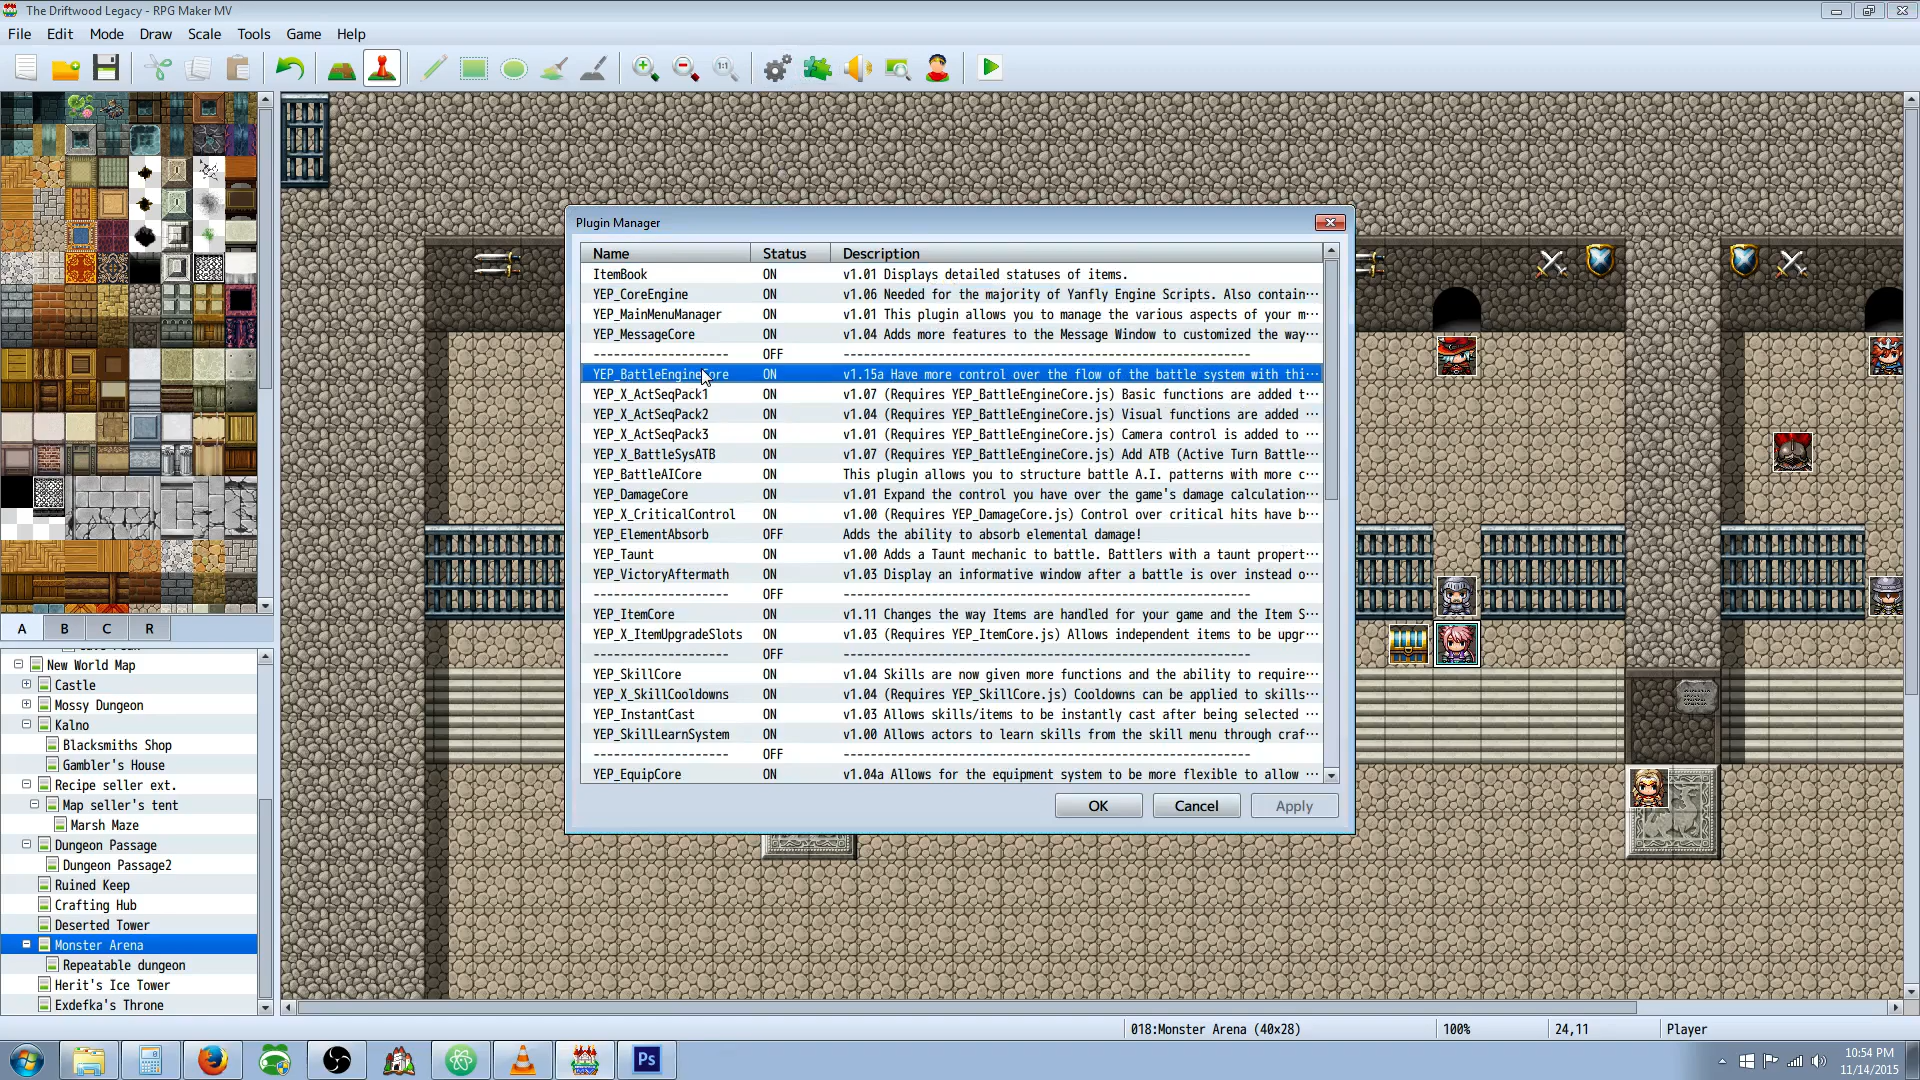 The Driftwood Legacy - RPG Maker MV
File Edit Mode Draw Scale Tools Game Help
1:1
Plugin Manager
Name Status Description
ItemBook ON v1.01 Displays detailed statuses of items.
YEP_CoreEngine ON v1.06 Needed for the majority of Yanfly Engine Scripts. Also contain···
YEP_MainMenuManager ON v1.01 This plugin allows you to manage the various aspects of your m···
YEP_MessageCore ON v1.04 Adds more features to the Message Window to customized the way···
-------------------- OFF ------------------------------------------------
YEP_BattleEngineCore ON v1.15a Have more control over the flow of the battle system with thi···
YEP_X_ActSeqPack1 ON v1.07 (Requires YEP_BattleEngineCore.js) Basic functions are added t···
YEP_X_ActSeqPack2 ON v1.04 (Requires YEP_BattleEngineCore.js) Visual functions are added ···
YEP_X_ActSeqPack3 ON v1.01 (Requires YEP_BattleEngineCore.js) Camera control is added to ···
YEP_X_BattleSysATB ON v1.07 (Requires YEP_BattleEngineCore.js) Add ATB (Active Turn Battle···
YEP_BattleAICore ON This plugin allows you to structure battle A.I. patterns with more c···
YEP_DamageCore ON v1.01 Expand the control you have over the game's damage calculation···
YEP_X_CriticalControl ON v1.00 (Requires YEP_DamageCore.js) Control over critical hits have b···
YEP_ElementAbsorb OFF Adds the ability to absorb elemental damage!
YEP_Taunt ON v1.00 Adds a Taunt mechanic to battle. Battlers with a taunt propert···
YEP_VictoryAftermath ON v1.03 Display an informative window after a battle is over instead o···
-------------------- OFF ------------------------------------------------
YEP_ItemCore ON v1.11 Changes the way Items are handled for your game and the Item S···
YEP_X_ItemUpgradeSlots ON v1.03 (Requires YEP_ItemCore.js) Allows independent items to be upgr···
-------------------- OFF ------------------------------------------------
YEP_SkillCore ON v1.04 Skills are now given more functions and the ability to require···
YEP_X_SkillCooldowns ON v1.04 (Requires YEP_SkillCore.js) Cooldowns can be applied to skills···
YEP_InstantCast ON v1.03 Allows skills/items to be instantly cast after being selected ···
YEP_SkillLearnSystem ON v1.00 Allows actors to learn skills from the skill menu through craf···
-------------------- OFF ------------------------------------------------
YEP_EquipCore ON v1.04a Allows for the equipment system to be more flexible to allow ···
OK Cancel Apply
A B C R
New World Map
Castle
Mossy Dungeon
Kalno
Blacksmiths Shop
Gambler's House
Recipe seller ext.
Map seller's tent
Marsh Maze
Dungeon Passage
Dungeon Passage2
Ruined Keep
Crafting Hub
Deserted Tower
Monster Arena
Repeatable dungeon
Herit's Ice Tower
Exdefka's Throne
018:Monster Arena (40x28) 100% 24,11 Player
Ps
10:54 PM
11/14/2015